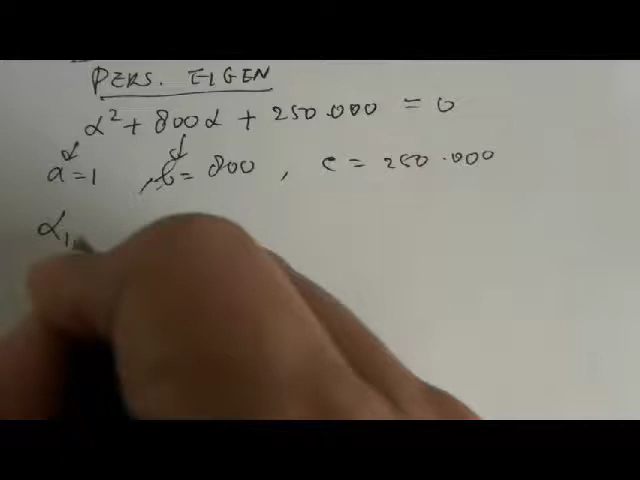 PERS. EIGEN
α² + 800α + 250.000 = 0
a = 1 , b = 800 , c = 250.000
α₁,